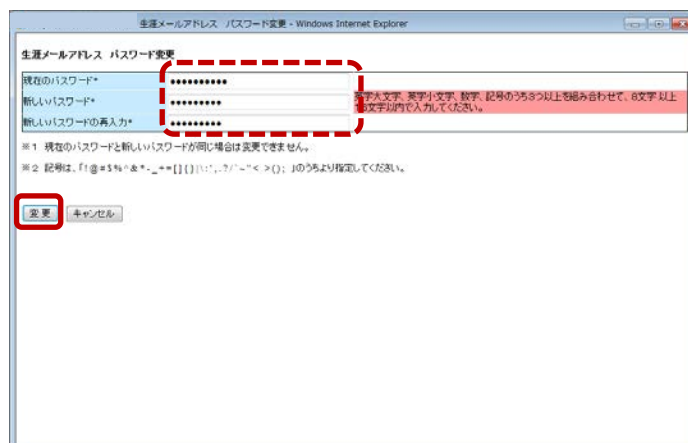 生涯メールアドレス パスワード変更 - Windows Internet Explorer
生涯メールアドレス パスワード変更
現在のパスワード* ●●●●●●●●●●
新しいパスワード* ●●●●●●●●● 英字大文字、英字小文字、数字、記号のうち3つ以上を組み合わせて、8文字以上
文字以内で入力してください。
新しいパスワードの再入力* ●●●●●●●●●
※1 現在のパスワードと新しいパスワードが同じ場合は変更できません。
※2 記号は、「!@#$%^&*-_+=[]{}|\:',.?/`~"<>(); 」のうちより指定してください。
変更 キャンセル